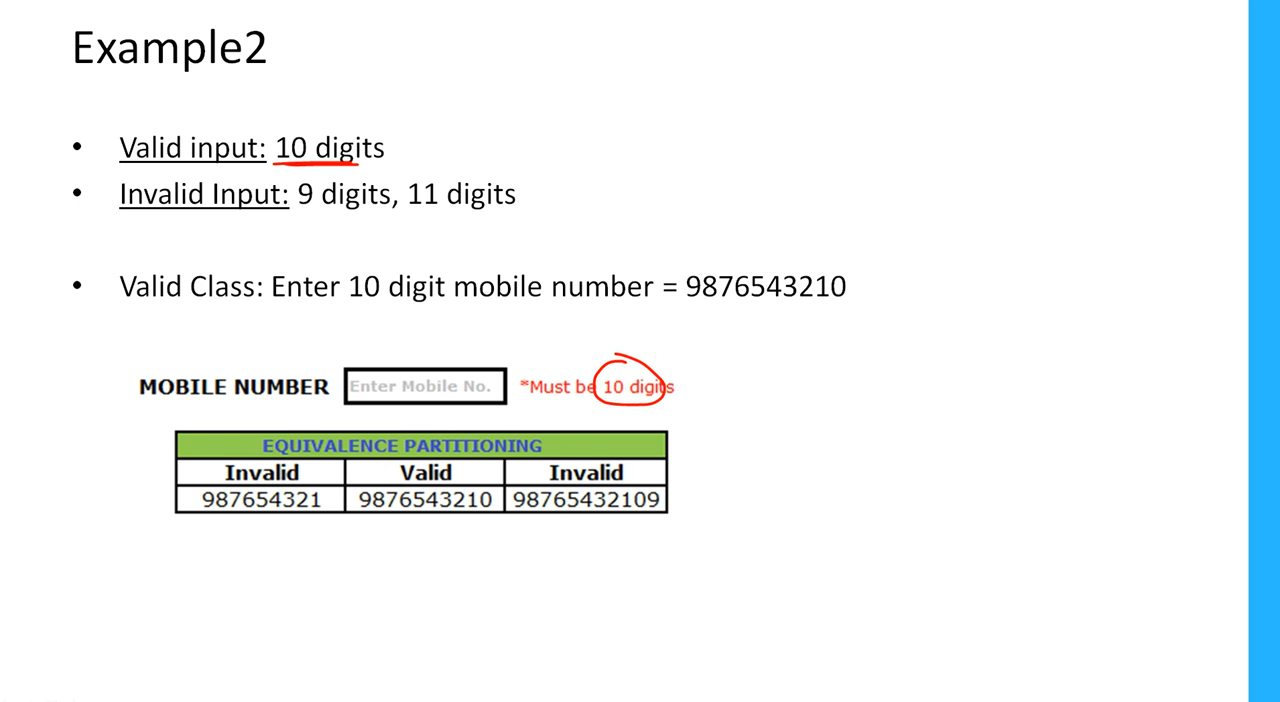 Example2
• Valid input: 10 digits
• Invalid Input: 9 digits, 11 digits
• Valid Class: Enter 10 digit mobile number = 9876543210
MOBILE NUMBER Enter Mobile No. *Must be 10 digits
EQUIVALENCE PARTITIONING
Invalid Valid Invalid
987654321 9876543210 98765432109